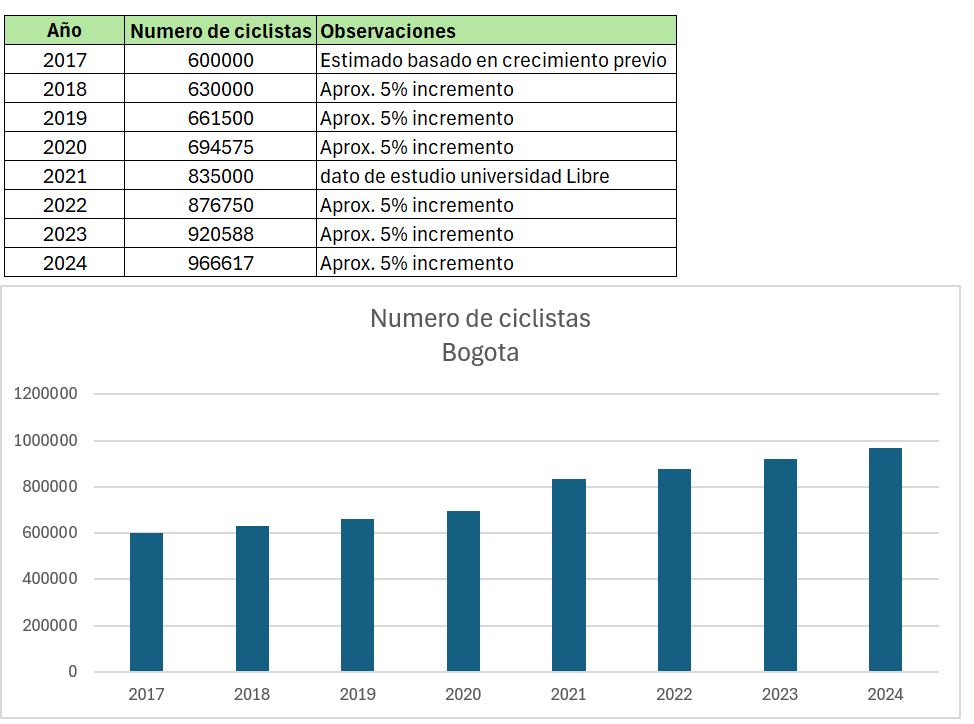 Año Numero de ciclistas Observaciones
2017 600000 Estimado basado en crecimiento previo
2018 630000 Aprox. 5% incremento
2019 661500 Aprox. 5% incremento
2020 694575 Aprox. 5% incremento
2021 835000 dato de estudio universidad Libre
2022 876750 Aprox. 5% incremento
2023 920588 Aprox. 5% incremento
2024 966617 Aprox. 5% incremento
Numero de ciclistas
Bogota
1200000
1000000
800000
600000
400000
200000
0
2017 2018 2019 2020 2021 2022 2023 2024